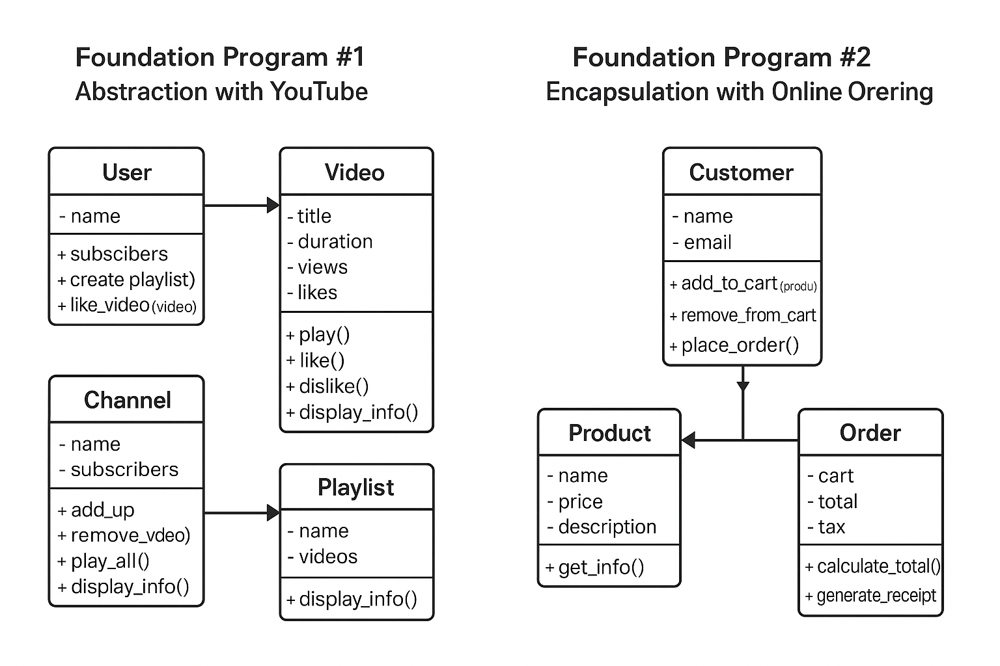 Foundation Program #1
Abstraction with YouTube
User
- name
+ subscibers
+ create playlist)
+ like_video(video)
Video
- title
- duration
- views
- likes
+ play()
+ like()
+ dislike()
+ display_info()
Channel
- name
- subscribers
+ add_up
+ remove_vdeo)
+ play_all()
+ display_info()
Playlist
- name
- videos
+ display_info()
Foundation Program #2
Encapsulation with Online Orering
Customer
- name
- email
+ add_to_cart(produ)
+ remove_from_cart
+ place_order()
Product
- name
- price
- description
+ get_info()
Order
- cart
- total
- tax
+ calculate_total()
+ generate_receipt